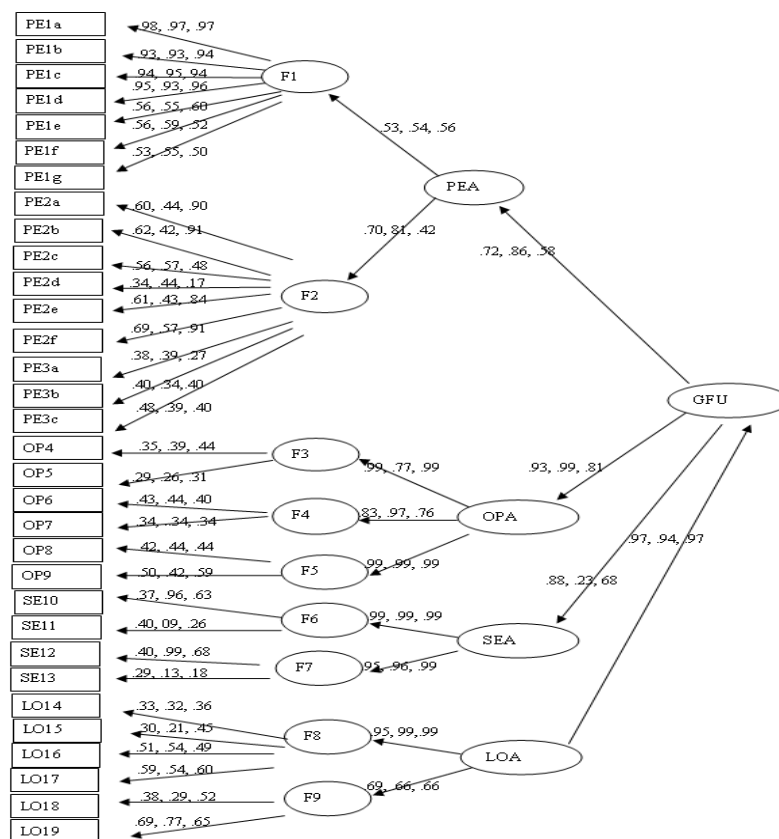 PE1a
.98, .97, .97
PE1b
.93, .93, .94
PE1c
.94, .95, .94
F1
PE1d
.95, .93, .96
PE1e
.56, .55, .60
.56, .59, .52
.53, .54, .56
PE1f
.53, .55, .50
PE1g
PEA
PE2a
.60, .44, .90
PE2b
.62, 42, .91
.70, 81, .42
.72, .86, .58
PE2c
.56, .57, .48
PE2d
.34, .44, .17
F2
PE2e
.61, .43, .84
PE2f
.69, .57, .91
PE3a
.38, .39, .27
PE3b
.40, .34, .40
GFU
PE3c
.48, .39, .40
OP4
.35, .39, .44
F3
OP5
.29, .26, .31
.99, .77, .99
.93, .99, .81
OP6
.43, .44, .40
F4
.83, .97, .76
OPA
OP7
.34, .34, .34
OP8
.42, .44, .44
.97, .94, .97
OP9
.50, .42, .59
F5
.99, .99, .99
.88, .23, 68
SE10
.37, .96, .63
F6
.99, .99, .99
SE11
.40, 09, .26
SEA
SE12
.40, .99, .68
F7
.95, .96, .99
SE13
.29, .13, .18
LO14
.33, .32, .36
LO15
.30, .21, .45
F8
.95, 99, .99
LO16
.51, .54, .49
LOA
LO17
.59, .54, .60
.69, .66, .66
LO18
.38, .29, .52
F9
LO19
.69, .77, .65